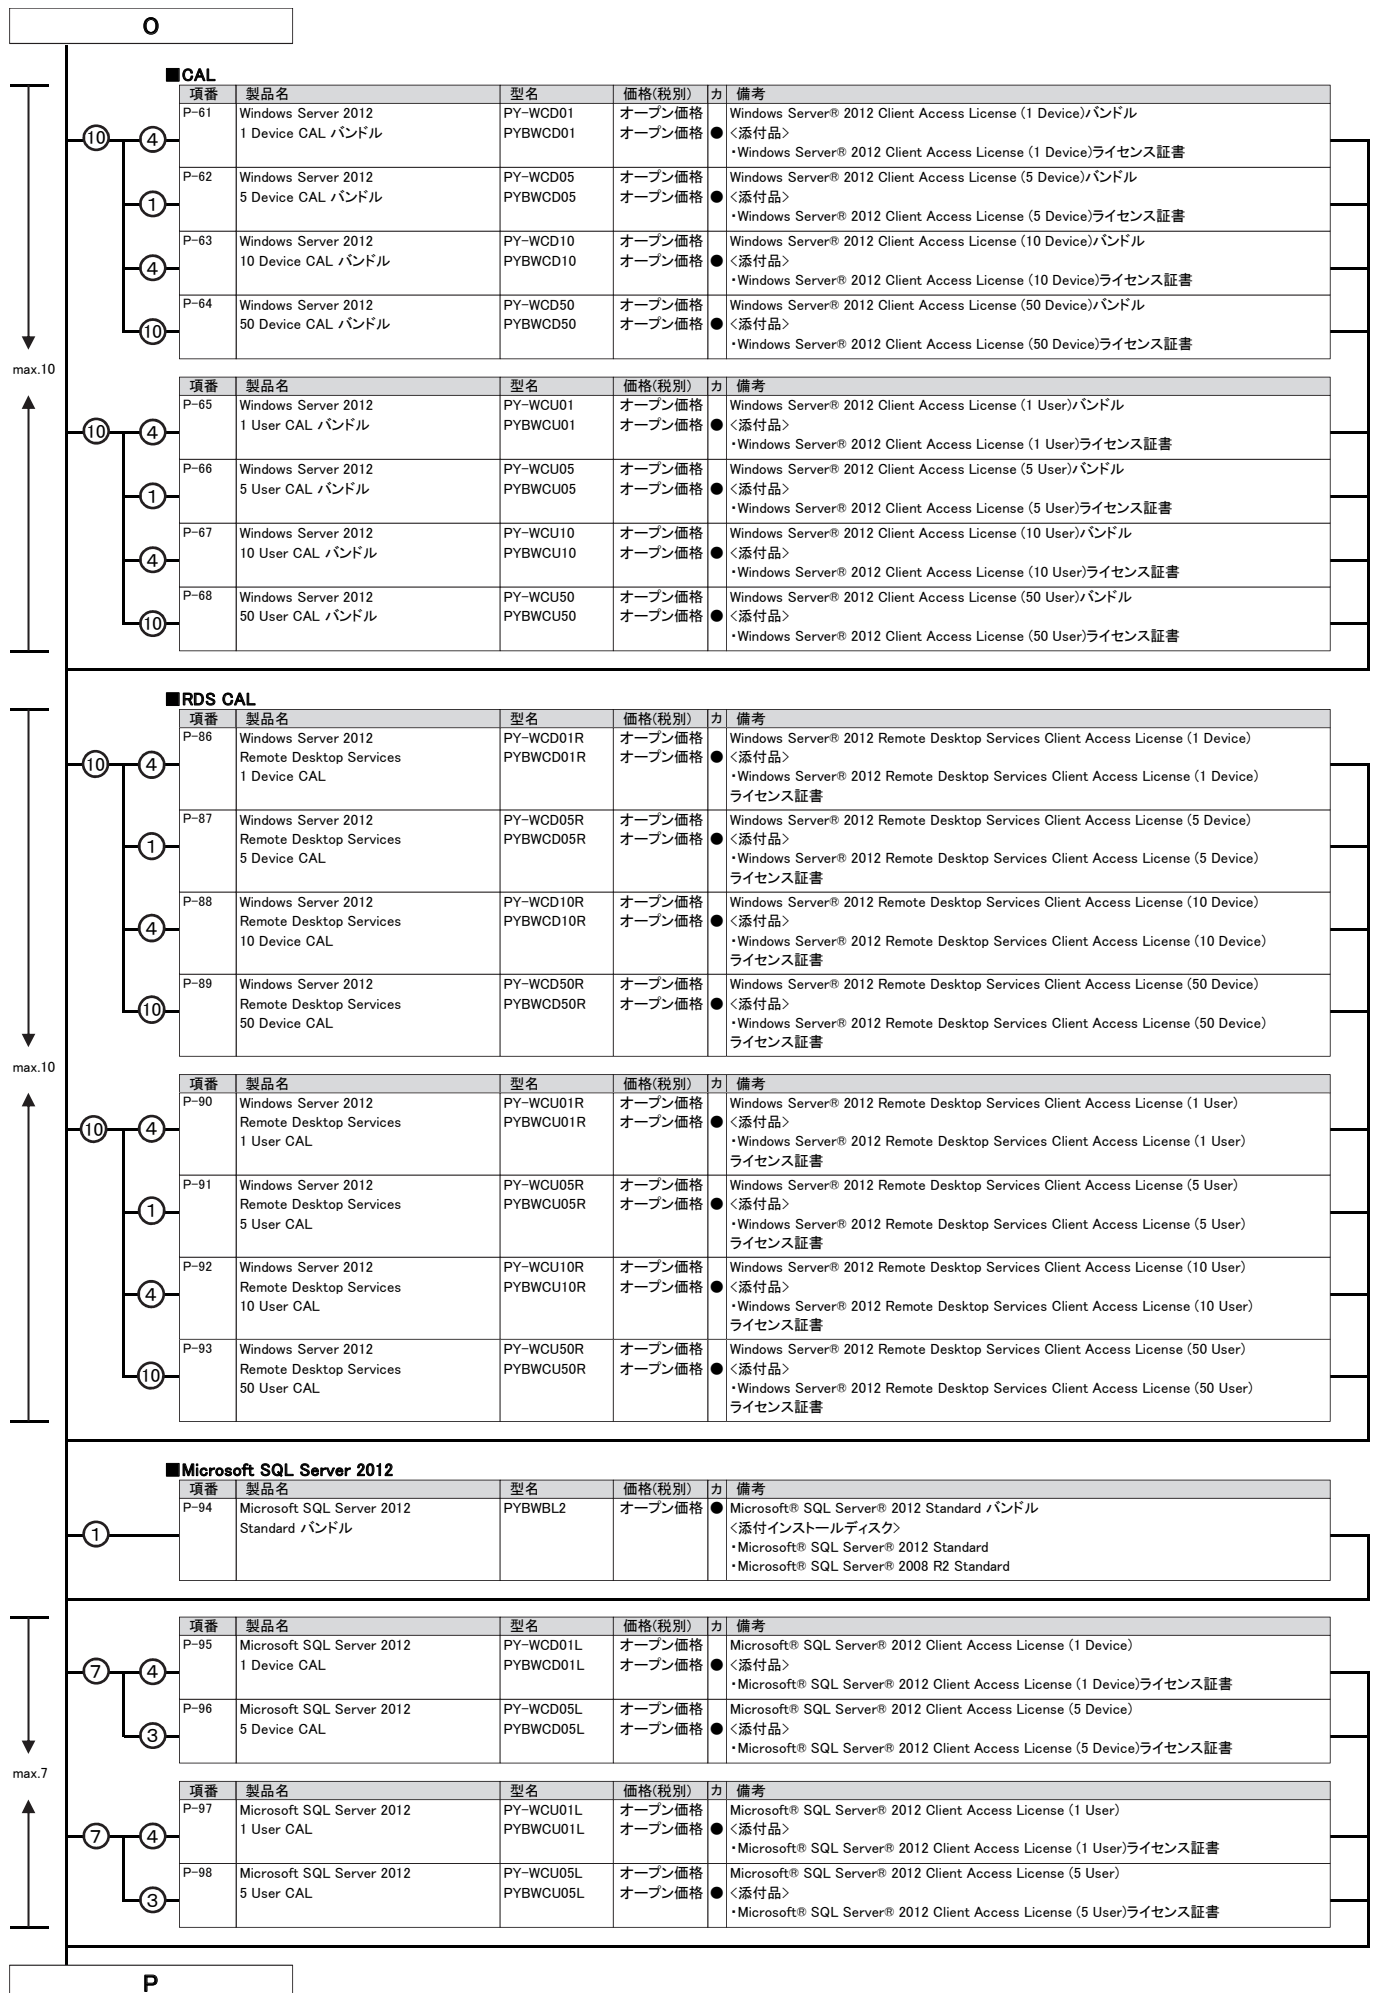 O
■CAL
項番 製品名 型名 価格(税別) カ 備考
P-61 Windows Server 2012 PY-WCD01 オープン価格 Windows Server® 2012 Client Access License (1 Device)バンドル
⑩ ④ 1 Device CAL バンドル PYBWCD01 オープン価格 ● <添付品>
・Windows Server® 2012 Client Access License (1 Device)ライセンス証書
P-62 Windows Server 2012 PY-WCD05 オープン価格 Windows Server® 2012 Client Access License (5 Device)バンドル
① 5 Device CAL バンドル PYBWCD05 オープン価格 ● <添付品>
・Windows Server® 2012 Client Access License (5 Device)ライセンス証書
P-63 Windows Server 2012 PY-WCD10 オープン価格 Windows Server® 2012 Client Access License (10 Device)バンドル
④ 10 Device CAL バンドル PYBWCD10 オープン価格 ● <添付品>
・Windows Server® 2012 Client Access License (10 Device)ライセンス証書
P-64 Windows Server 2012 PY-WCD50 オープン価格 Windows Server® 2012 Client Access License (50 Device)バンドル
⑩ 50 Device CAL バンドル PYBWCD50 オープン価格 ● <添付品>
・Windows Server® 2012 Client Access License (50 Device)ライセンス証書
max.10
項番 製品名 型名 価格(税別) カ 備考
P-65 Windows Server 2012 PY-WCU01 オープン価格 Windows Server® 2012 Client Access License (1 User)バンドル
⑩ ④ 1 User CAL バンドル PYBWCU01 オープン価格 ● <添付品>
・Windows Server® 2012 Client Access License (1 User)ライセンス証書
P-66 Windows Server 2012 PY-WCU05 オープン価格 Windows Server® 2012 Client Access License (5 User)バンドル
① 5 User CAL バンドル PYBWCU05 オープン価格 ● <添付品>
・Windows Server® 2012 Client Access License (5 User)ライセンス証書
P-67 Windows Server 2012 PY-WCU10 オープン価格 Windows Server® 2012 Client Access License (10 User)バンドル
④ 10 User CAL バンドル PYBWCU10 オープン価格 ● <添付品>
・Windows Server® 2012 Client Access License (10 User)ライセンス証書
P-68 Windows Server 2012 PY-WCU50 オープン価格 Windows Server® 2012 Client Access License (50 User)バンドル
⑩ 50 User CAL バンドル PYBWCU50 オープン価格 ● <添付品>
・Windows Server® 2012 Client Access License (50 User)ライセンス証書
■RDS CAL
項番 製品名 型名 価格(税別) カ 備考
P-86 Windows Server 2012 PY-WCD01R オープン価格 Windows Server® 2012 Remote Desktop Services Client Access License (1 Device)
⑩ ④ Remote Desktop Services PYBWCD01R オープン価格 ● <添付品>
1 Device CAL ・Windows Server® 2012 Remote Desktop Services Client Access License (1 Device)
ライセンス証書
P-87 Windows Server 2012 PY-WCD05R オープン価格 Windows Server® 2012 Remote Desktop Services Client Access License (5 Device)
① Remote Desktop Services PYBWCD05R オープン価格 ● <添付品>
5 Device CAL ・Windows Server® 2012 Remote Desktop Services Client Access License (5 Device)
ライセンス証書
P-88 Windows Server 2012 PY-WCD10R オープン価格 Windows Server® 2012 Remote Desktop Services Client Access License (10 Device)
④ Remote Desktop Services PYBWCD10R オープン価格 ● <添付品>
10 Device CAL ・Windows Server® 2012 Remote Desktop Services Client Access License (10 Device)
ライセンス証書
P-89 Windows Server 2012 PY-WCD50R オープン価格 Windows Server® 2012 Remote Desktop Services Client Access License (50 Device)
⑩ Remote Desktop Services PYBWCD50R オープン価格 ● <添付品>
50 Device CAL ・Windows Server® 2012 Remote Desktop Services Client Access License (50 Device)
ライセンス証書
max.10
項番 製品名 型名 価格(税別) カ 備考
P-90 Windows Server 2012 PY-WCU01R オープン価格 Windows Server® 2012 Remote Desktop Services Client Access License (1 User)
⑩ ④ Remote Desktop Services PYBWCU01R オープン価格 ● <添付品>
1 User CAL ・Windows Server® 2012 Remote Desktop Services Client Access License (1 User)
ライセンス証書
P-91 Windows Server 2012 PY-WCU05R オープン価格 Windows Server® 2012 Remote Desktop Services Client Access License (5 User)
① Remote Desktop Services PYBWCU05R オープン価格 ● <添付品>
5 User CAL ・Windows Server® 2012 Remote Desktop Services Client Access License (5 User)
ライセンス証書
P-92 Windows Server 2012 PY-WCU10R オープン価格 Windows Server® 2012 Remote Desktop Services Client Access License (10 User)
④ Remote Desktop Services PYBWCU10R オープン価格 ● <添付品>
10 User CAL ・Windows Server® 2012 Remote Desktop Services Client Access License (10 User)
ライセンス証書
P-93 Windows Server 2012 PY-WCU50R オープン価格 Windows Server® 2012 Remote Desktop Services Client Access License (50 User)
⑩ Remote Desktop Services PYBWCU50R オープン価格 ● <添付品>
50 User CAL ・Windows Server® 2012 Remote Desktop Services Client Access License (50 User)
ライセンス証書
■Microsoft SQL Server 2012
項番 製品名 型名 価格(税別) カ 備考
P-94 Microsoft SQL Server 2012 PYBWBL2 オープン価格 ● Microsoft® SQL Server® 2012 Standard バンドル
① Standard バンドル <添付インストールディスク>
・Microsoft® SQL Server® 2012 Standard
・Microsoft® SQL Server® 2008 R2 Standard
項番 製品名 型名 価格(税別) カ 備考
P-95 Microsoft SQL Server 2012 PY-WCD01L オープン価格 Microsoft® SQL Server® 2012 Client Access License (1 Device)
⑦ ④ 1 Device CAL PYBWCD01L オープン価格 ● <添付品>
・Microsoft® SQL Server® 2012 Client Access License (1 Device)ライセンス証書
P-96 Microsoft SQL Server 2012 PY-WCD05L オープン価格 Microsoft® SQL Server® 2012 Client Access License (5 Device)
③ 5 Device CAL PYBWCD05L オープン価格 ● <添付品>
・Microsoft® SQL Server® 2012 Client Access License (5 Device)ライセンス証書
max.7
項番 製品名 型名 価格(税別) カ 備考
P-97 Microsoft SQL Server 2012 PY-WCU01L オープン価格 Microsoft® SQL Server® 2012 Client Access License (1 User)
⑦ ④ 1 User CAL PYBWCU01L オープン価格 ● <添付品>
・Microsoft® SQL Server® 2012 Client Access License (1 User)ライセンス証書
P-98 Microsoft SQL Server 2012 PY-WCU05L オープン価格 Microsoft® SQL Server® 2012 Client Access License (5 User)
③ 5 User CAL PYBWCU05L オープン価格 ● <添付品>
・Microsoft® SQL Server® 2012 Client Access License (5 User)ライセンス証書
P